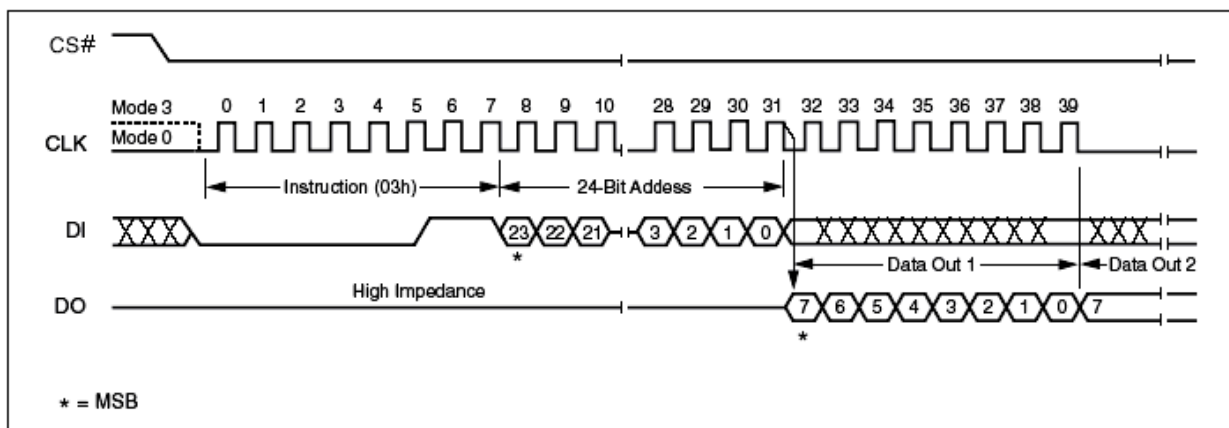 CS#
Mode 3 0 1 2 3 4 5 6 7 8 9 10 28 29 30 31 32 33 34 35 36 37 38 39
Mode 0
CLK
Instruction (03h) 24-Bit Addess
DI 23 22 21 3 2 1 0
* Data Out 1 Data Out 2
High Impedance
DO 7 6 5 4 3 2 1 0 7
*
* = MSB